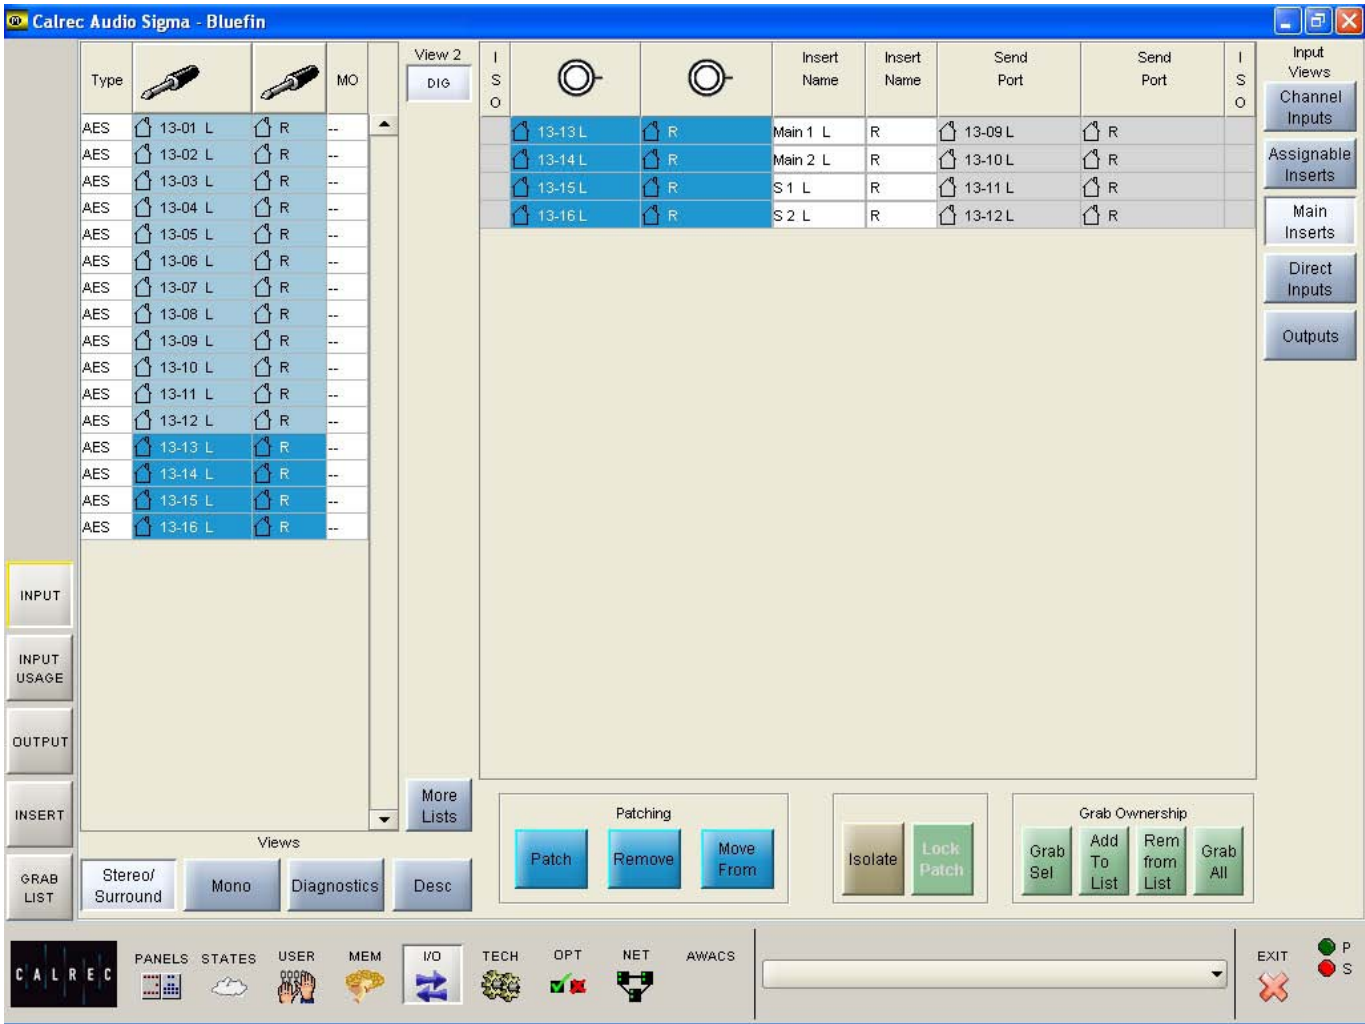 Calrec Audio Sigma - Bluefin
Type MO
AES 13-01 L R --
AES 13-02 L R --
AES 13-03 L R --
AES 13-04 L R --
AES 13-05 L R --
AES 13-06 L R --
AES 13-07 L R --
AES 13-08 L R --
AES 13-09 L R --
AES 13-10 L R --
AES 13-11 L R --
AES 13-12 L R --
AES 13-13 L R --
AES 13-14 L R --
AES 13-15 L R --
AES 13-16 L R --
View 2
DIG
I
S
O
Insert
Name
Insert
Name
Send
Port
Send
Port
I
S
O
13-13 L R Main 1 L R 13-09 L R
13-14 L R Main 2 L R 13-10 L R
13-15 L R S 1 L R 13-11 L R
13-16 L R S 2 L R 13-12 L R
Input
Views
Channel
Inputs
Assignable
Inserts
Main
Inserts
Direct
Inputs
Outputs
INPUT
INPUT
USAGE
OUTPUT
INSERT
GRAB
LIST
More
Lists
Views
Stereo/
Surround
Mono
Diagnostics
Desc
Patching
Patch
Remove
Move
From
Isolate
Lock
Patch
Grab Ownership
Grab
Sel
Add
To
List
Rem
from
List
Grab
All
CALREC
PANELS STATES USER MEM I/O TECH OPT NET AWACS
EXIT
P
S